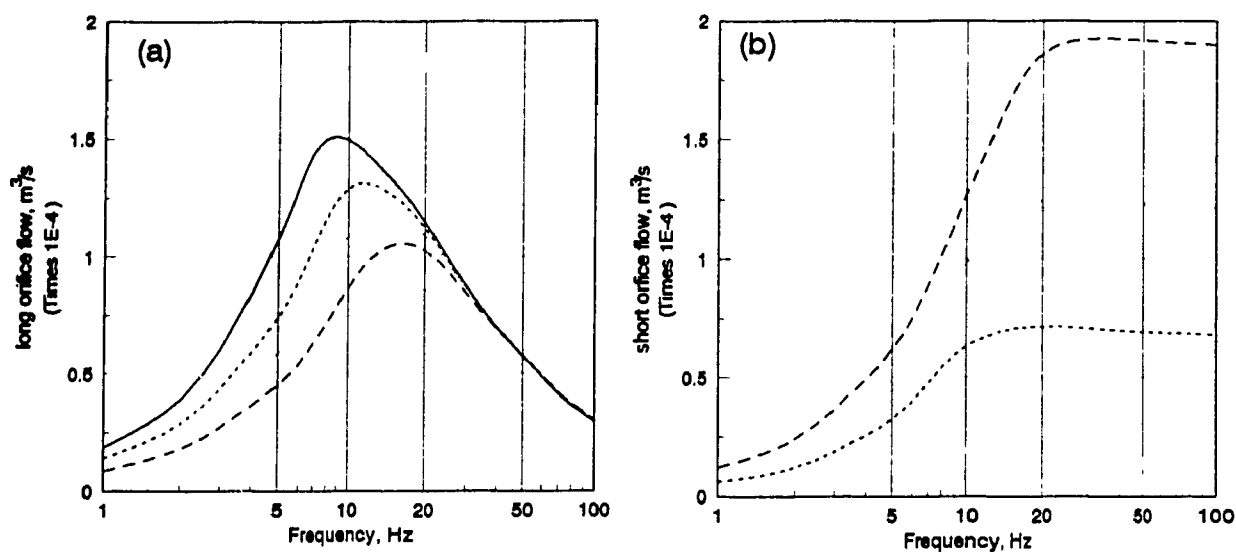 (a)
2
1.5
1
0.5
0
long orifice flow, m³/s
(Times 1E-4)
1 5 10 20 50 100
Frequency, Hz
(b)
2
1.5
1
0.5
0
short orfice flow, m³/s
(Times 1E-4)
1 5 10 20 50 100
Frequency, Hz